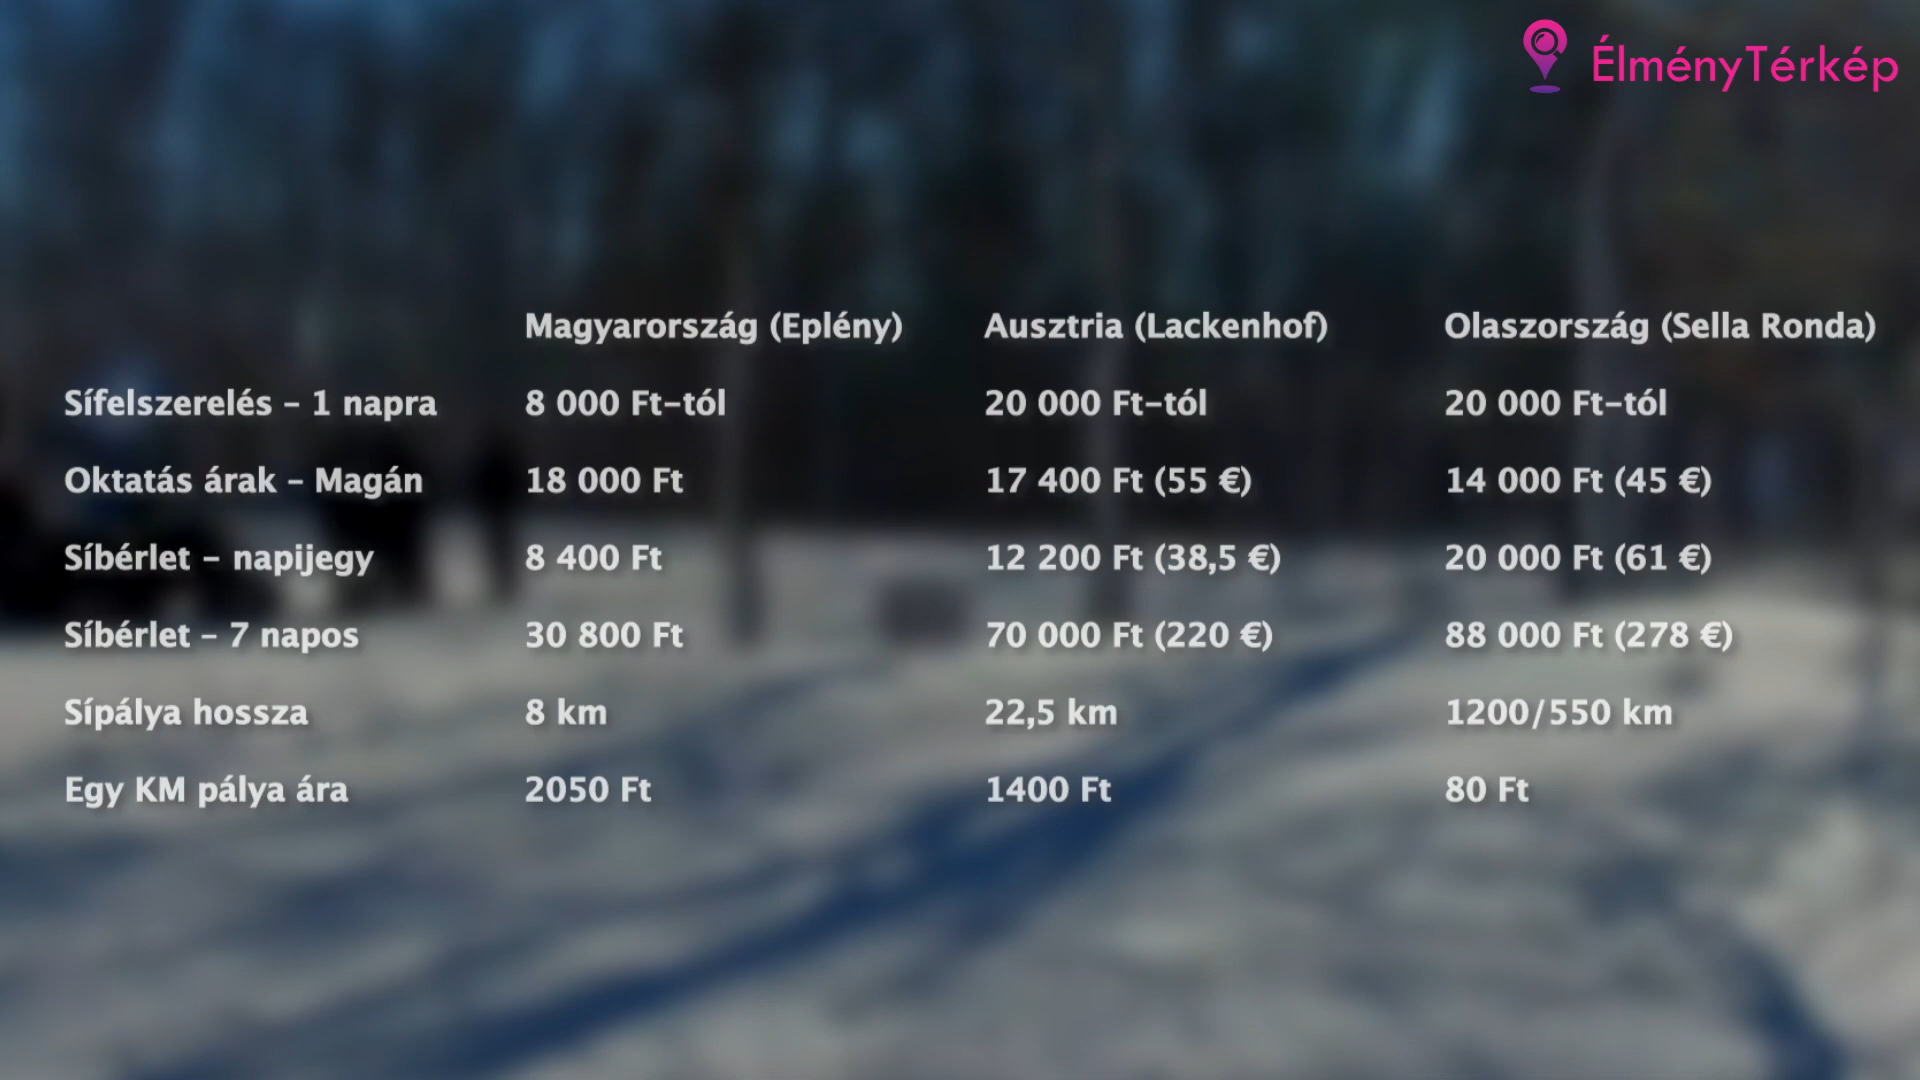 ÉlményTérkép
Magyarország (Eplény) Ausztria (Lackenhof) Olaszország (Sella Ronda)
Sífelszerelés – 1 napra 8 000 Ft-tól 20 000 Ft-tól 20 000 Ft-tól
Oktatás árak – Magán 18 000 Ft 17 400 Ft (55 €) 14 000 Ft (45 €)
Síbérlet – napijegy 8 400 Ft 12 200 Ft (38,5 €) 20 000 Ft (61 €)
Síbérlet – 7 napos 30 800 Ft 70 000 Ft (220 €) 88 000 Ft (278 €)
Sípálya hossza 8 km 22,5 km 1200/550 km
Egy KM pálya ára 2050 Ft 1400 Ft 80 Ft